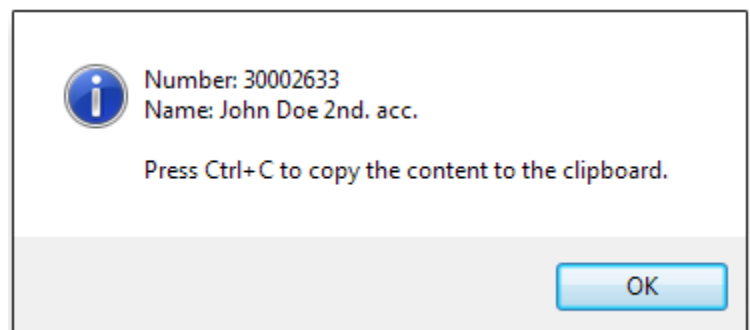 Number: 30002633
Name: John Doe 2nd. acc.
Press Ctrl+C to copy the content to the clipboard.
OK